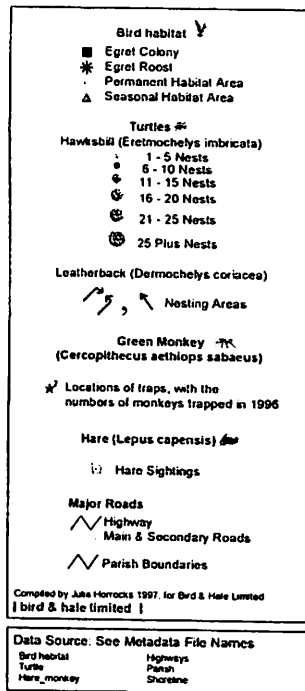 Bird habitat
Egret Colony
Egret Roost
Permanent Habitat Area
Seasonal Habitat Area
Turtles
Hawksbill (Eretmochelys imbricata)
1 - 5 Nests
6 - 10 Nests
11 - 15 Nests
16 - 20 Nests
21 - 25 Nests
25 Plus Nests
Leatherback (Dermochelys coriacea)
Nesting Areas
Green Monkey
(Cercopithecus aethiops sabaeus)
Locations of traps, with the
numbers of monkeys trapped in 1996
Hare (Lepus capensis)
Hare Sightings
Major Roads
Highway
Main & Secondary Roads
Parish Boundaries
Compiled by Julia Horrocks 1997, for Bird & Hale Limited
| bird & hale limited |
Data Source: See Metadata File Names
Bird habitat Highways
Turtle Parish
Hare_monkey Shoreline